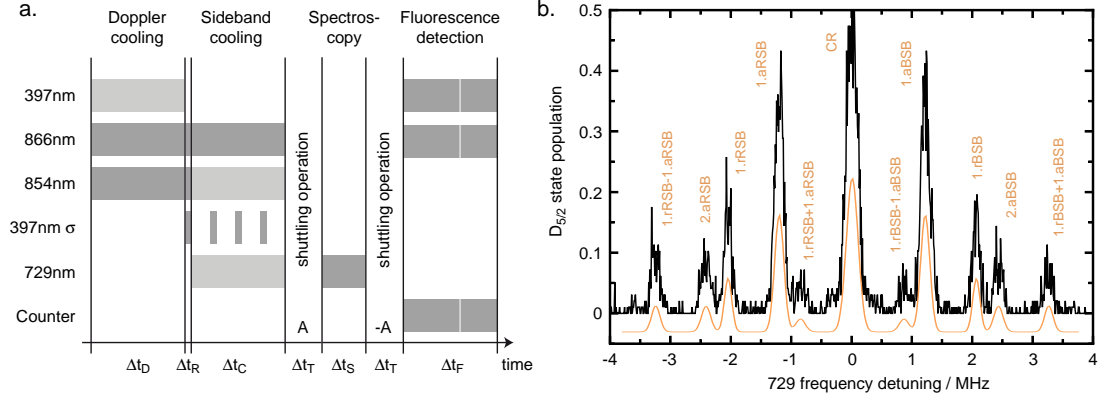 a.
Doppler
cooling
Sideband
cooling
Spectros-
copy
Fluorescence
detection
397nm
866nm
854nm
397nm σ
729nm
Counter
shuttling operation
A
shuttling operation
-A
Δt_D
Δt_R
Δt_C
Δt_T
Δt_S
Δt_T
Δt_F
time
b.
D5/2 state population
0.5
0.4
0.3
0.2
0.1
0
1.rRSB-1.aRSB
2.aRSB
1.rRSB
1.aRSB
1.rRSB+1.aRSB
CR
1.rBSB-1.aBSB
1.aBSB
1.rBSB
2.aBSB
1.rBSB+1.aBSB
-4 -3 -2 -1 0 1 2 3 4
729 frequency detuning / MHz